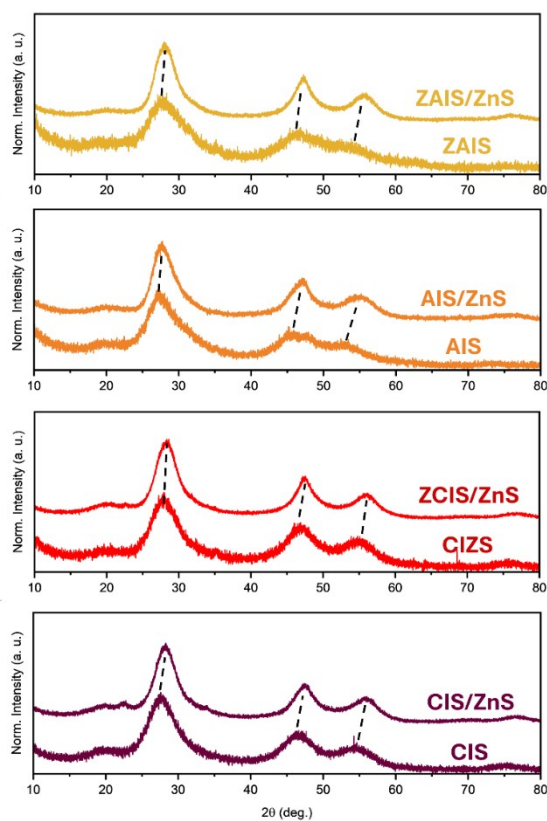 Norm. Intensity (a. u.)
ZAIS/ZnS
ZAIS
10 20 30 40 50 60 70 80
Norm. Intensity (a. u.)
AIS/ZnS
AIS
10 20 30 40 50 60 70 80
Norm. Intensity (a. u.)
ZCIS/ZnS
CIZS
10 20 30 40 50 60 70 80
Norm. Intensity (a. u.)
CIS/ZnS
CIS
10 20 30 40 50 60 70 80
2θ (deg.)